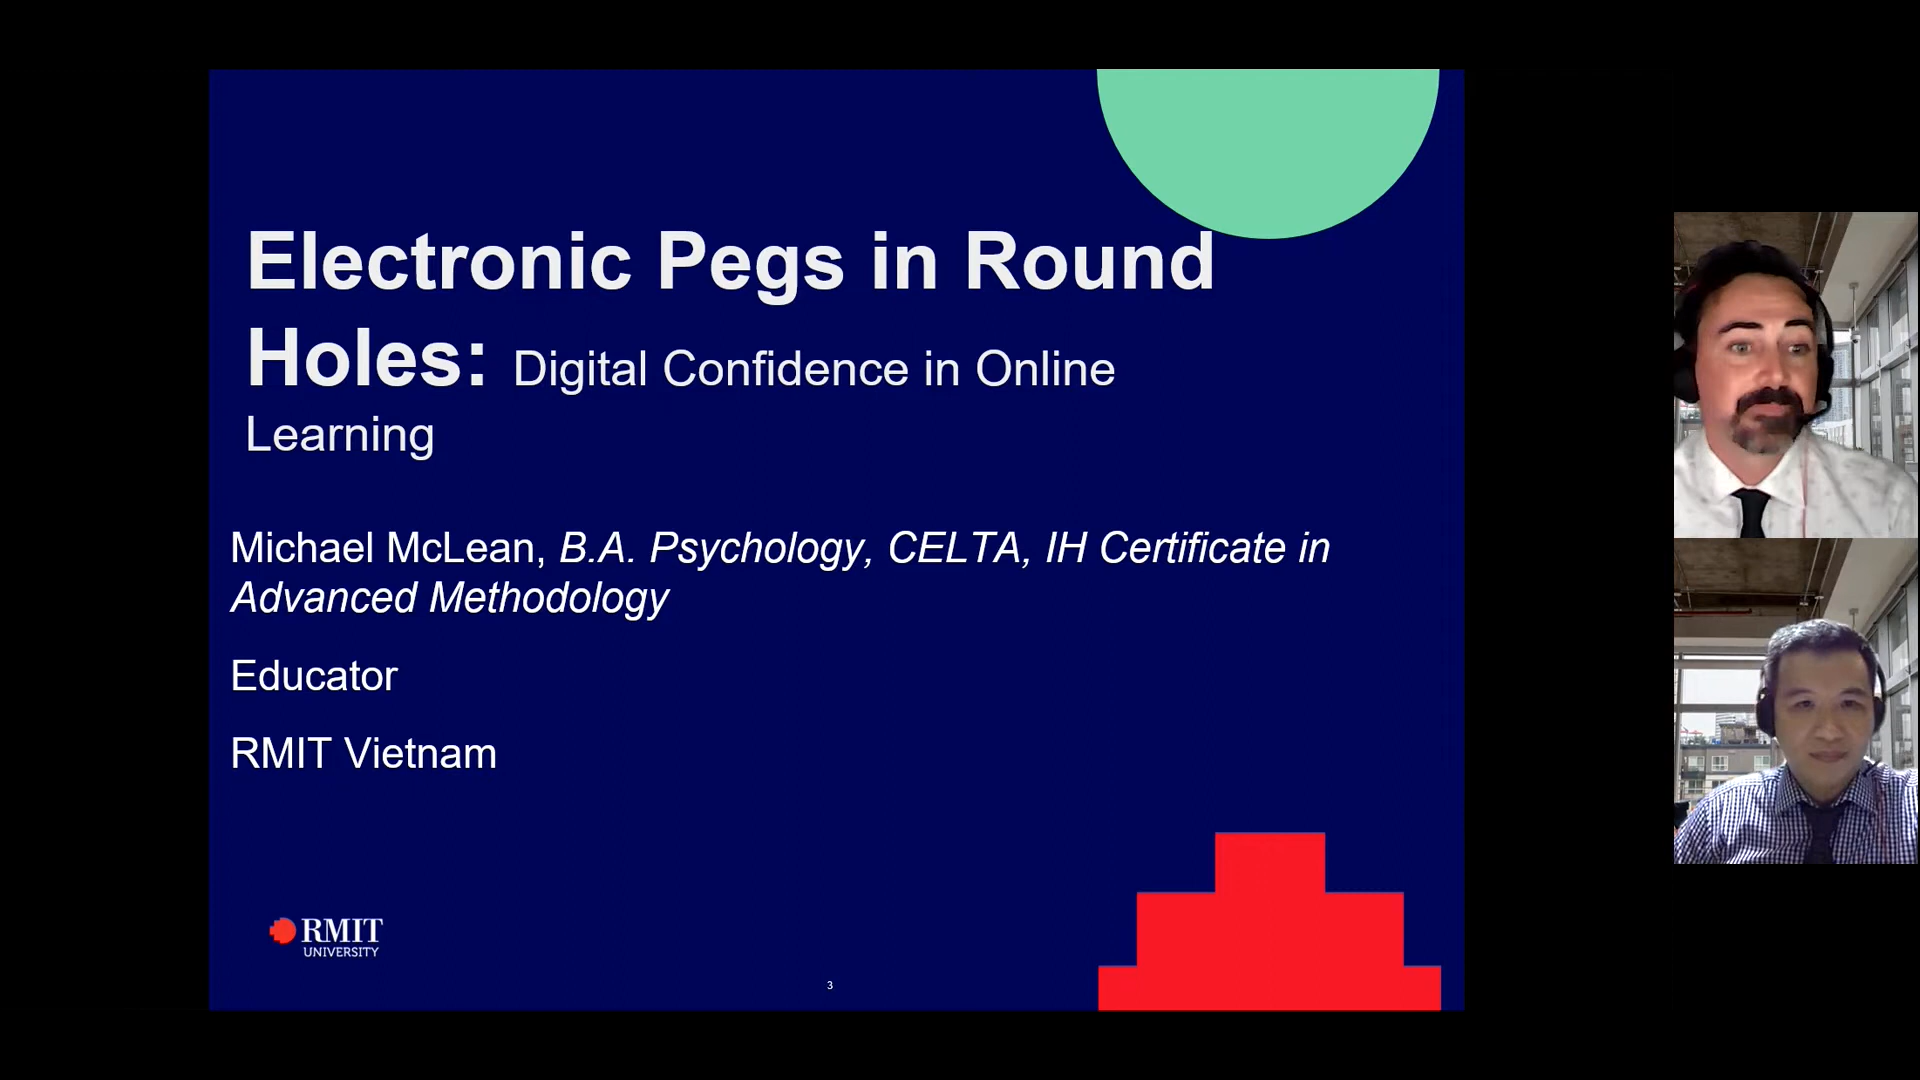 Electronic Pegs in Round
Holes: Digital Confidence in Online
Learning
Michael McLean, B.A. Psychology, CELTA, IH Certificate in
Advanced Methodology
Educator
RMIT Vietnam
RMIT
UNIVERSITY
3